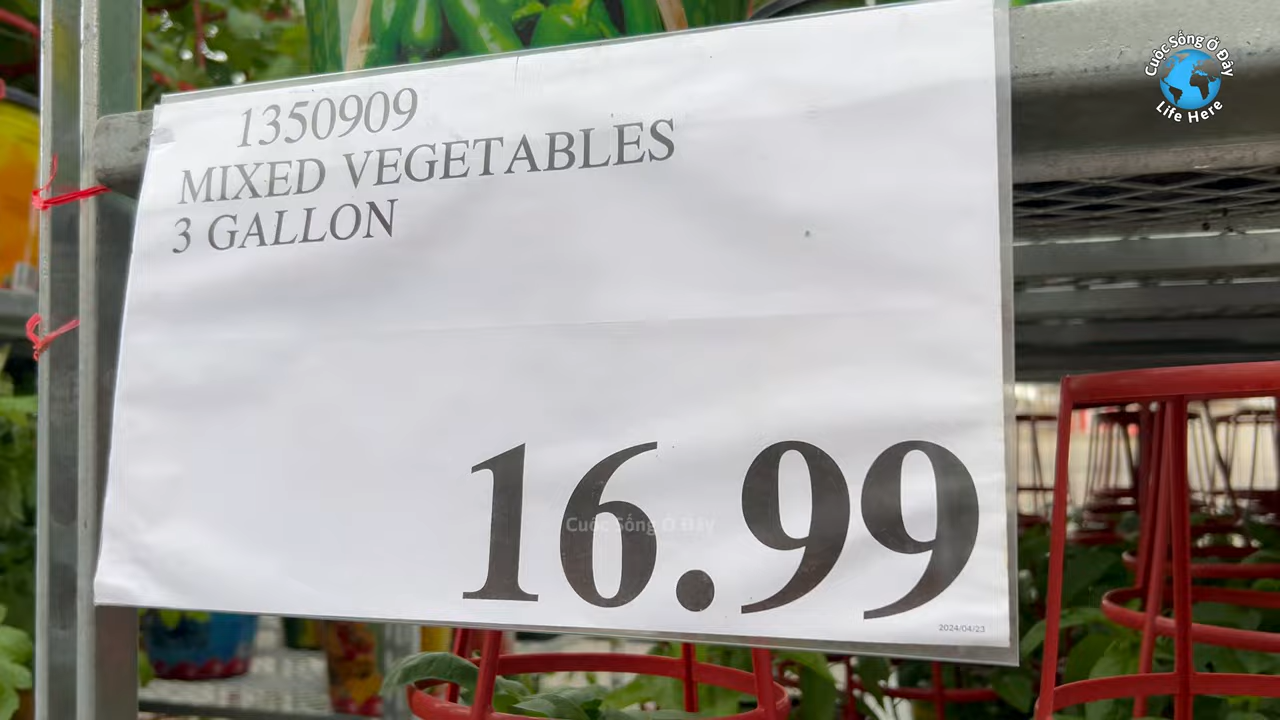 1350909
MIXED VEGETABLES
3 GALLON
16.99
2024/04/23
Cuộc Sống Ở Đây
Life Here
Cuộc Sống Ở Đây